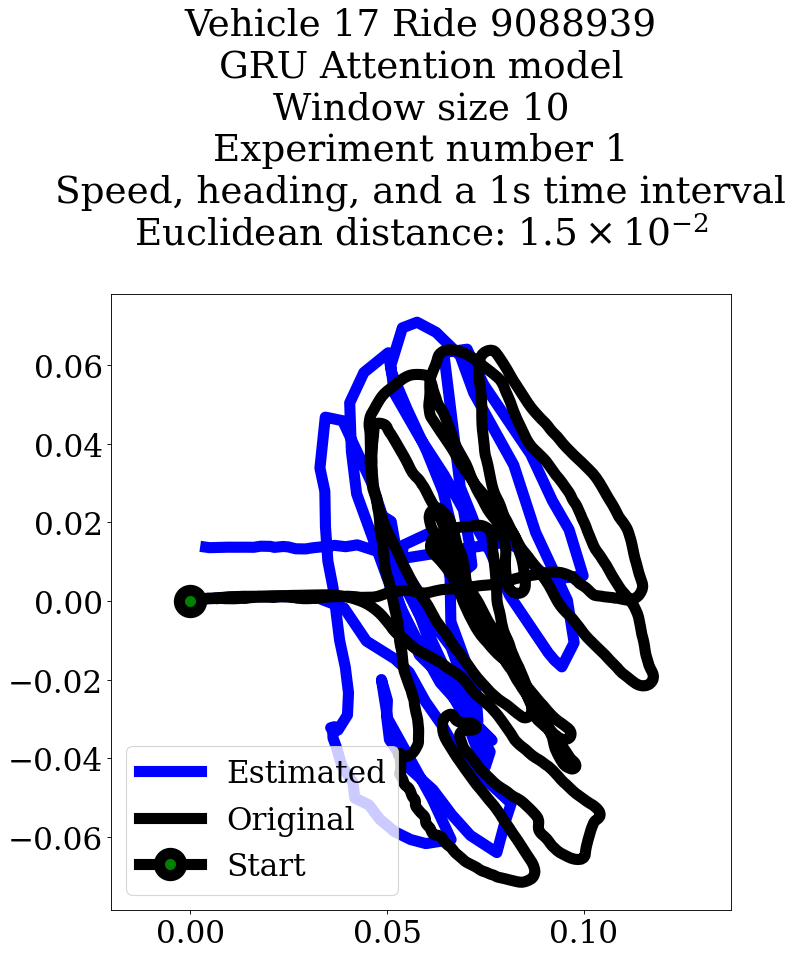 Vehicle 17 Ride 9088939
GRU Attention model
Window size 10
Experiment number 1
Speed, heading, and a 1s time interval
Euclidean distance: 1.5 × 10⁻²
0.06
0.04
0.02
0.00
−0.02
−0.04
−0.06
Estimated
Original
Start
0.00 0.05 0.10